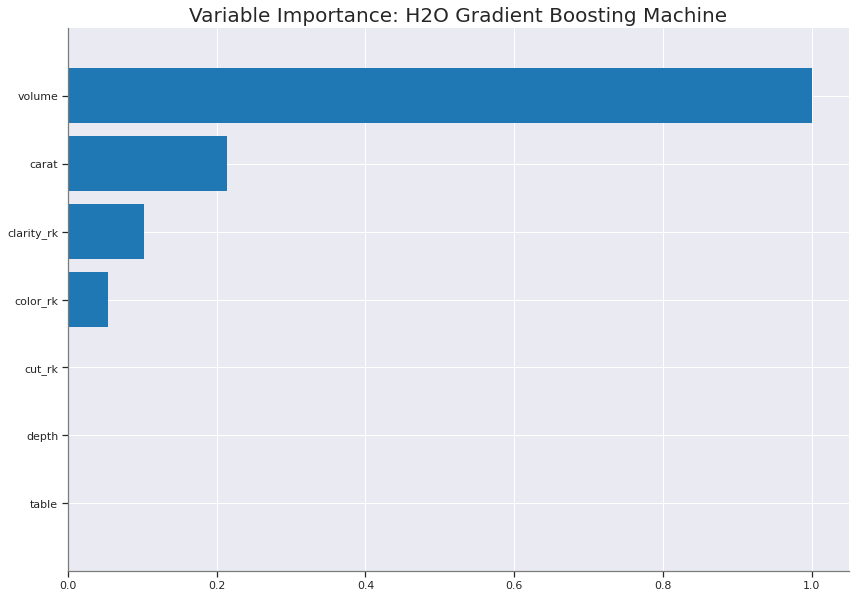 Variable Importance: H2O Gradient Boosting Machine
volume
carat
clarity_rk
color_rk
cut_rk
depth
table
0.0 0.2 0.4 0.6 0.8 1.0